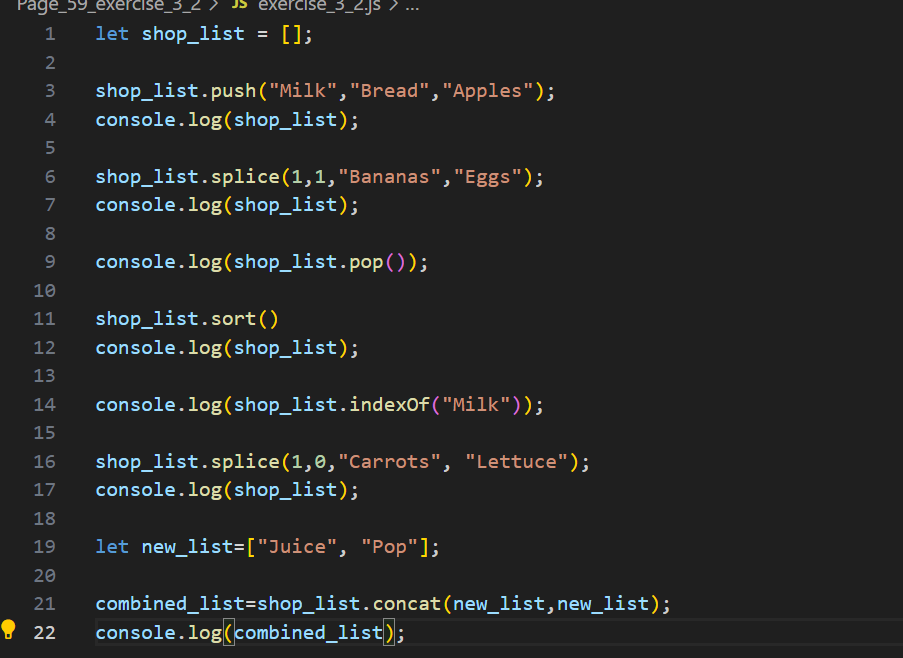 Page_59_exercise_3_2 > JS exercise_3_2.js > ...
1 let shop_list = [];
2
3 shop_list.push("Milk","Bread","Apples");
4 console.log(shop_list);
5
6 shop_list.splice(1,1,"Bananas","Eggs");
7 console.log(shop_list);
8
9 console.log(shop_list.pop());
10
11 shop_list.sort()
12 console.log(shop_list);
13
14 console.log(shop_list.indexOf("Milk"));
15
16 shop_list.splice(1,0,"Carrots", "Lettuce");
17 console.log(shop_list);
18
19 let new_list=["Juice", "Pop"];
20
21 combined_list=shop_list.concat(new_list,new_list);
22 console.log(combined_list);